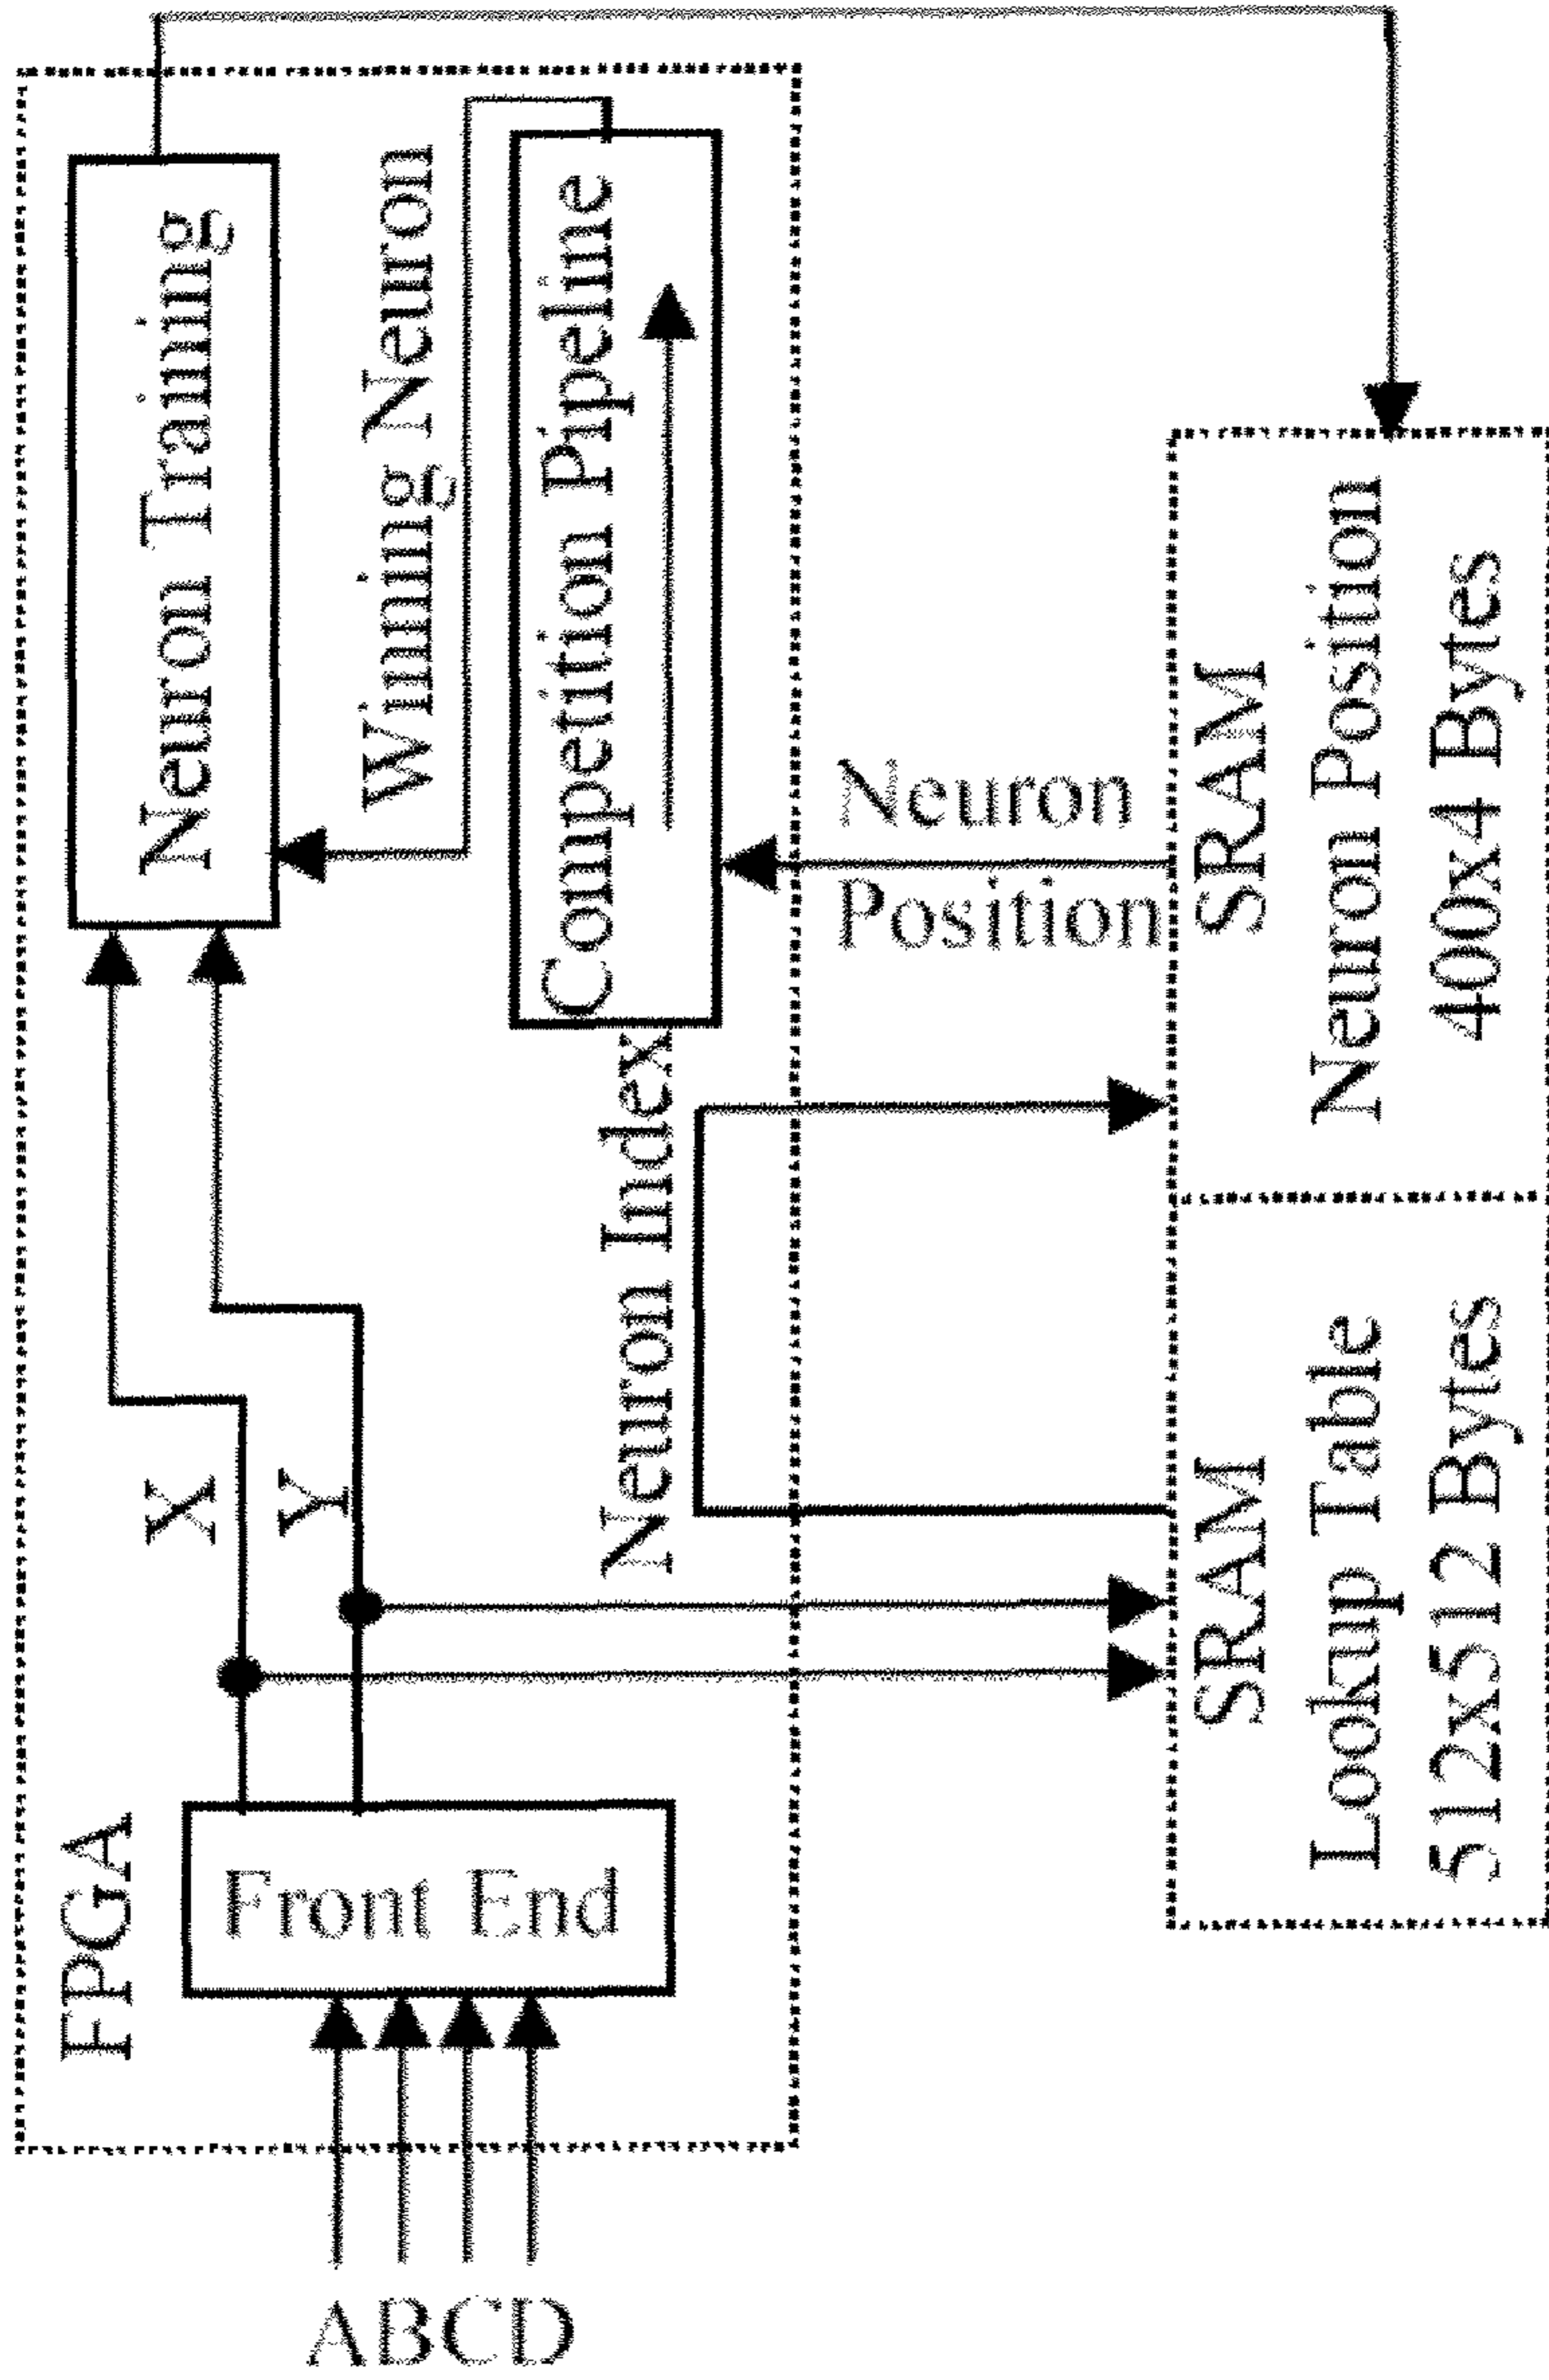 FPGA
Front End
ABCD
X
Y
Neuron Training
Winning Neuron
Competition Pipeline
Neuron Index
Neuron
Position
SRAM
Lookup Table
512x512 Bytes
SRAM
Neuron Position
400x4 Bytes